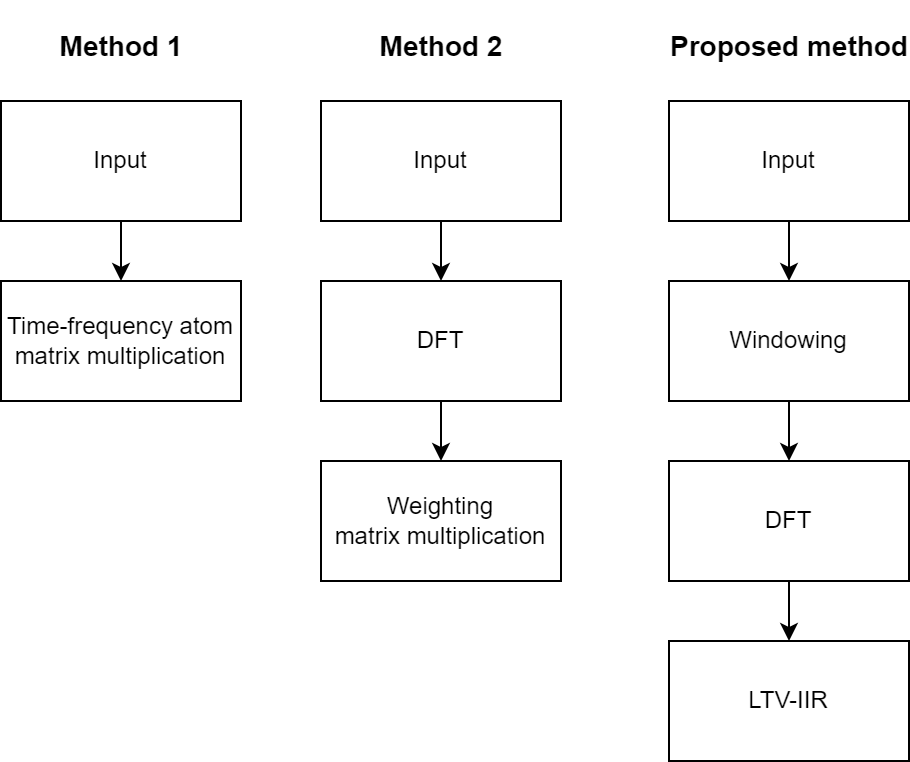 Method 1
Input
Time-frequency atom
matrix multiplication
Method 2
Input
DFT
Weighting
matrix multiplication
Proposed method
Input
Windowing
DFT
LTV-IIR